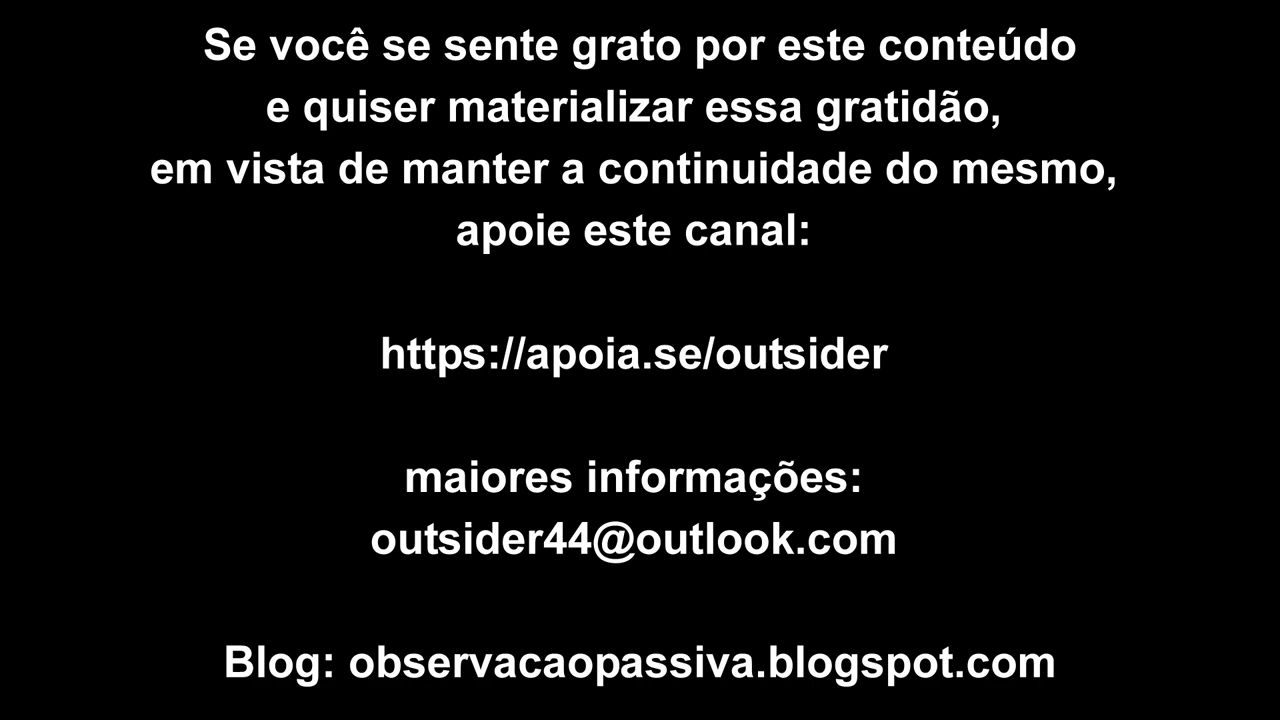 Se você se sente grato por este conteúdo
e quiser materializar essa gratidão,
em vista de manter a continuidade do mesmo,
apoie este canal:
https://apoia.se/outsider
maiores informações:
outsider44@outlook.com
Blog: observacaopassiva.blogspot.com